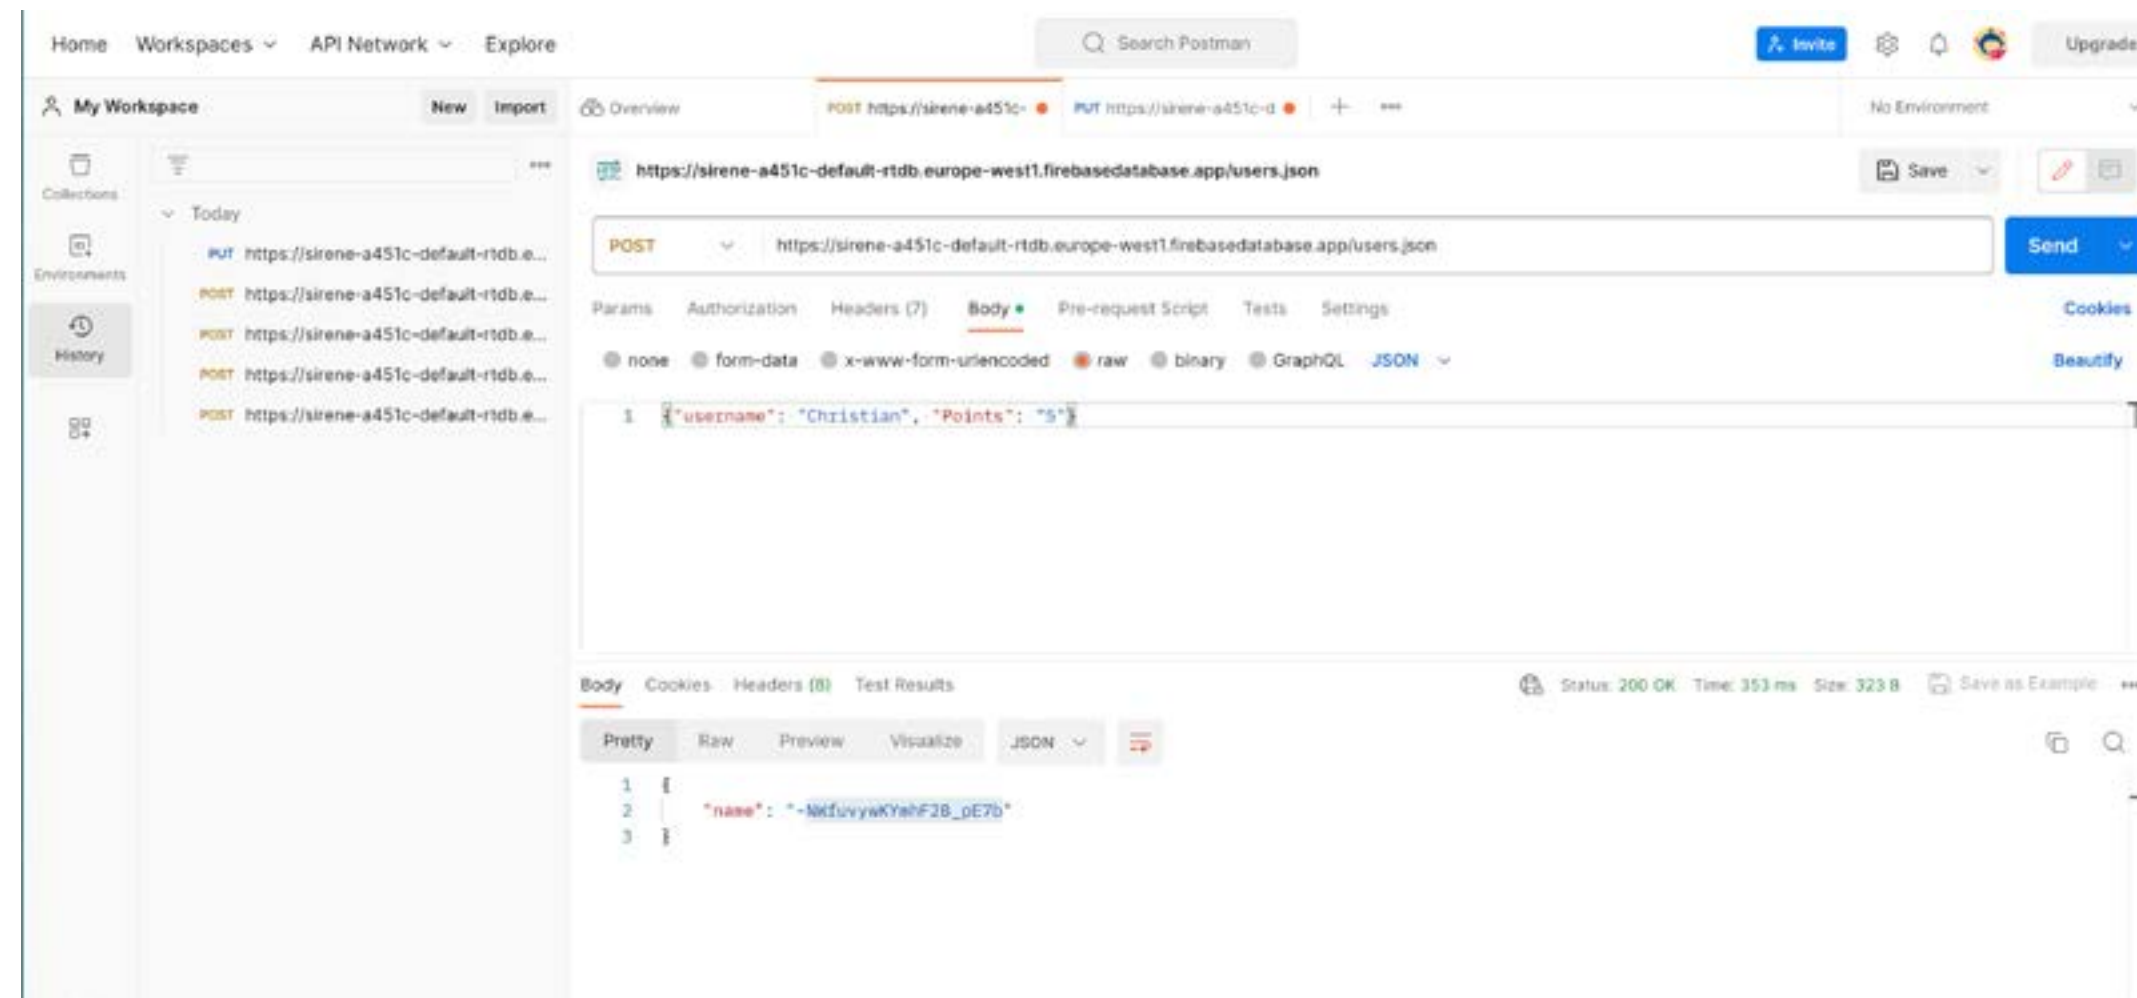 Home Workspaces API Network Explore Search Postman Invite Upgrade
My Workspace New Import Overview POST https://sirene-a451c- PUT https://sirene-a451c-d No Environment
Collections
Environments
History
Today
PUT https://sirene-a451c-default-rtdb.e...
POST https://sirene-a451c-default-rtdb.e...
POST https://sirene-a451c-default-rtdb.e...
POST https://sirene-a451c-default-rtdb.e...
POST https://sirene-a451c-default-rtdb.e...
https://sirene-a451c-default-rtdb.europe-west1.firebasedatabase.app/users.json Save
POST https://sirene-a451c-default-rtdb.europe-west1.firebasedatabase.app/users.json Send
Params Authorization Headers (7) Body Pre-request Script Tests Settings Cookies
none form-data x-www-form-urlencoded raw binary GraphQL JSON Beautify
1 {"username": "Christian", "Points": "5"}
Body Cookies Headers (8) Test Results Status: 200 OK Time: 353 ms Size: 323 B Save as Example
Pretty Raw Preview Visualize JSON
1 {
2 "name":
3 }